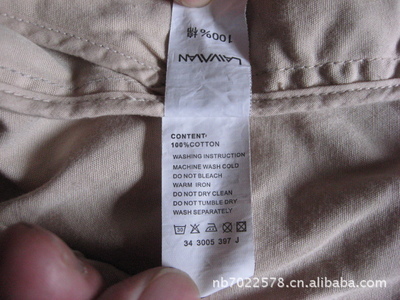 LAWMAN
100%棉
CONTENT:
100%COTTON
WASHING INSTRUCTION
MACHINE WASH COLD
DO NOT BLEACH
WARM IRON
DO NOT DRY CLEAN
DO NOT TUMBLE DRY
WASH SEPARATELY
34 3005 397 J
nb7022578.cn.alibaba.com